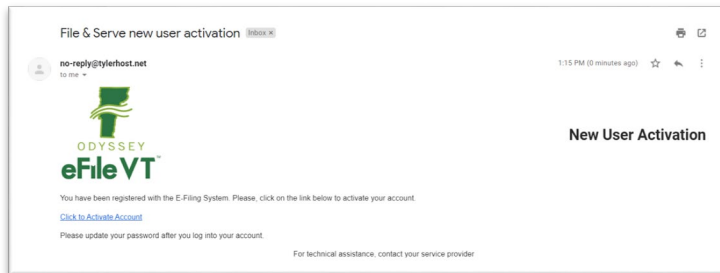 File & Serve new user activation Inbox ×
no-reply@tylerhost.net 1:15 PM (0 minutes ago)
to me
ODYSSEY
eFileVT™
New User Activation
You have been registered with the E-Filing System. Please, click on the link below to activate your account.
Click to Activate Account
Please update your password after you log into your account.
For technical assistance, contact your service provider